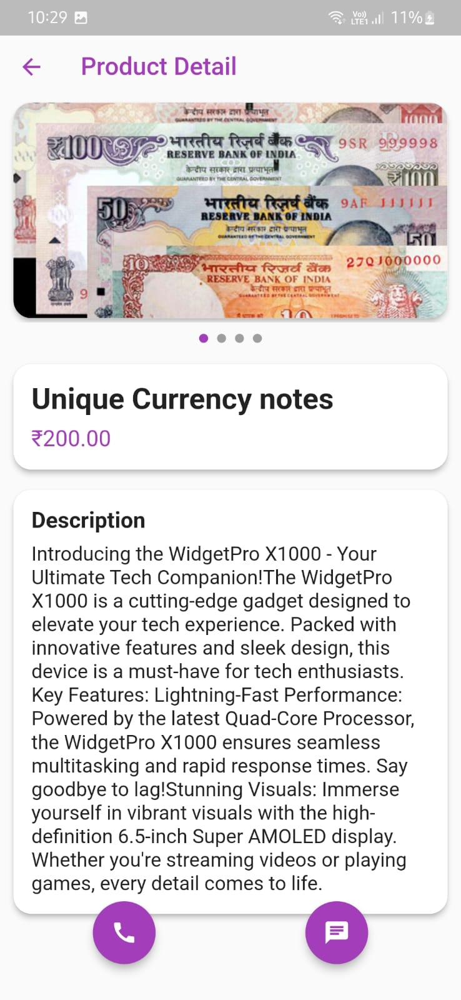 10:29
Vo)) LTE1 11%
Product Detail
केन्द्रीय सरकार द्वारा प्रत्याभूत
GUARANTEED BY THE CENTRAL GOVERNMENT
1000
₹100 भारतीय रिज़र्व बैंक 9SR 999998
RESERVE BANK OF INDIA
केन्द्रीय सरकार द्वारा प्रत्याभूत
GUARANTEED BY THE CENTRAL GOVERNMENT
₹100
50 भारतीय रिज़र्व बैंक 9AF 111111
RESERVE BANK OF INDIA
केन्द्रीय सरकार द्वारा प्रत्याभूत
GUARANTEED BY THE CENTRAL GOVERNMENT
100
50
10 भारतीय रिज़र्व बैंक 27Q 1000000
RESERVE BANK OF INDIA
केन्द्रीय सरकार द्वारा प्रत्याभूत
GUARANTEED BY THE CENTRAL GOVERNMENT
9
10
Unique Currency notes
₹200.00
Description
Introducing the WidgetPro X1000 - Your
Ultimate Tech Companion!The WidgetPro
X1000 is a cutting-edge gadget designed to
elevate your tech experience. Packed with
innovative features and sleek design, this
device is a must-have for tech enthusiasts.
Key Features: Lightning-Fast Performance:
Powered by the latest Quad-Core Processor,
the WidgetPro X1000 ensures seamless
multitasking and rapid response times. Say
goodbye to lag!Stunning Visuals: Immerse
yourself in vibrant visuals with the high-
definition 6.5-inch Super AMOLED display.
Whether you're streaming videos or playing
games, every detail comes to life.